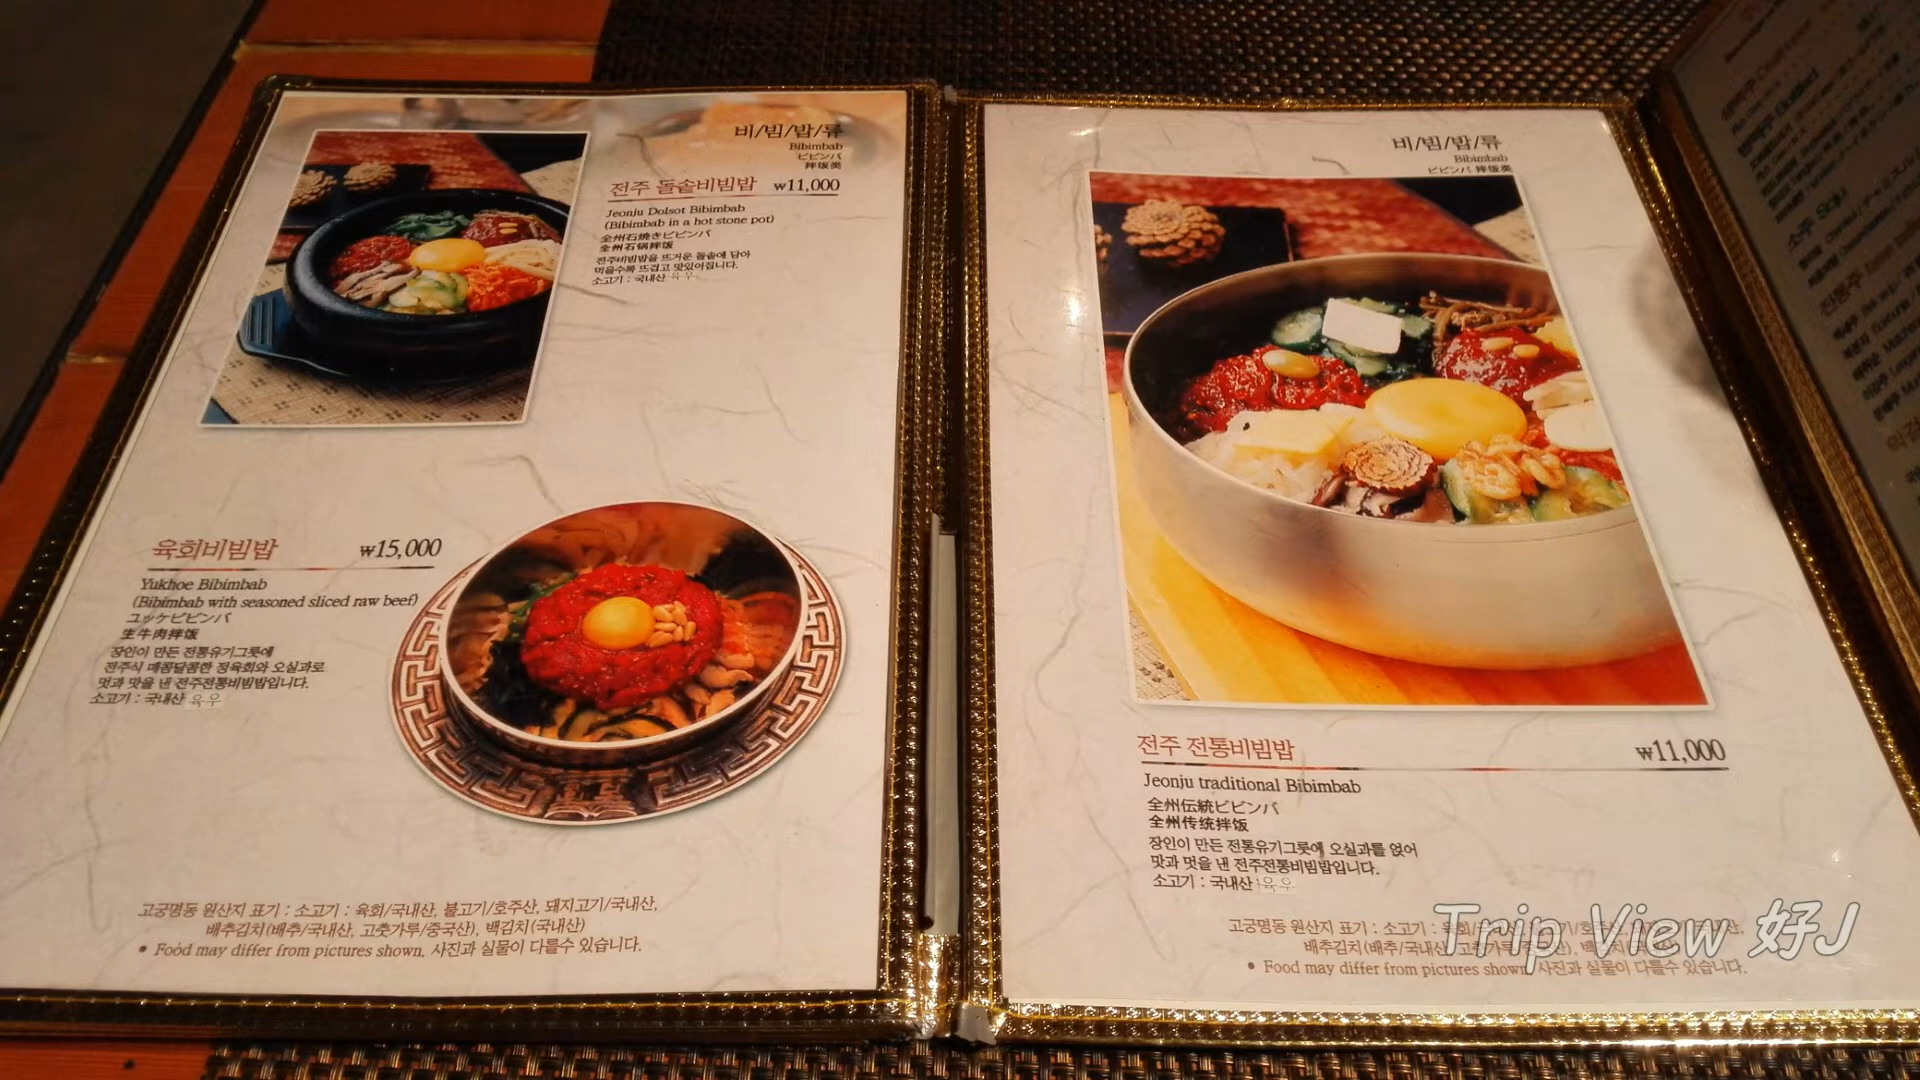 비/빔/밥/류
Bibimbab
ビビンバ
拌饭类
전주 돌솥비빔밥 ₩11,000
Jeonju Dolsot Bibimbab
(Bibimbab in a hot stone pot)
全州石焼きビビンバ
全州石锅拌饭
전주비빔밥을 뜨거운 돌솥에 담아
먹을수록 뜨겁고 맛있어집니다.
소고기 : 국내산 육우
육회비빔밥 ₩15,000
Yukhoe Bibimbab
(Bibimbab with seasoned sliced raw beef)
ユッケビビンバ
生牛肉拌饭
장인이 만든 전통유기그릇에
전주식 매콤달콤한 정육회와 오실과로
멋과 맛을 낸 전주전통비빔밥입니다.
소고기 : 국내산 육우
고궁명동 원산지 표기 : 소고기 : 육회/국내산, 불고기/호주산, 돼지고기/국내산,
배추김치(배추/국내산, 고춧가루/중국산), 백김치(국내산)
• Food may differ from pictures shown. 사진과 실물이 다를수 있습니다.
비/빔/밥/류
Bibimbab
ビビンバ 拌饭类
전주 전통비빔밥 ₩11,000
Jeonju traditional Bibimbab
全州伝統ビビンバ
全州传统拌饭
장인이 만든 전통유기그릇에 오실과를 얹어
맛과 멋을 낸 전주전통비빔밥입니다.
소고기 : 국내산 육우
고궁명동 원산지 표기 : 소고기 :
배추김치(배추/국내산, 고춧가루
• Food may differ from pictures shown. 사진과 실물이 다를수 있습니다.
Trip View 好J
소주 Soju